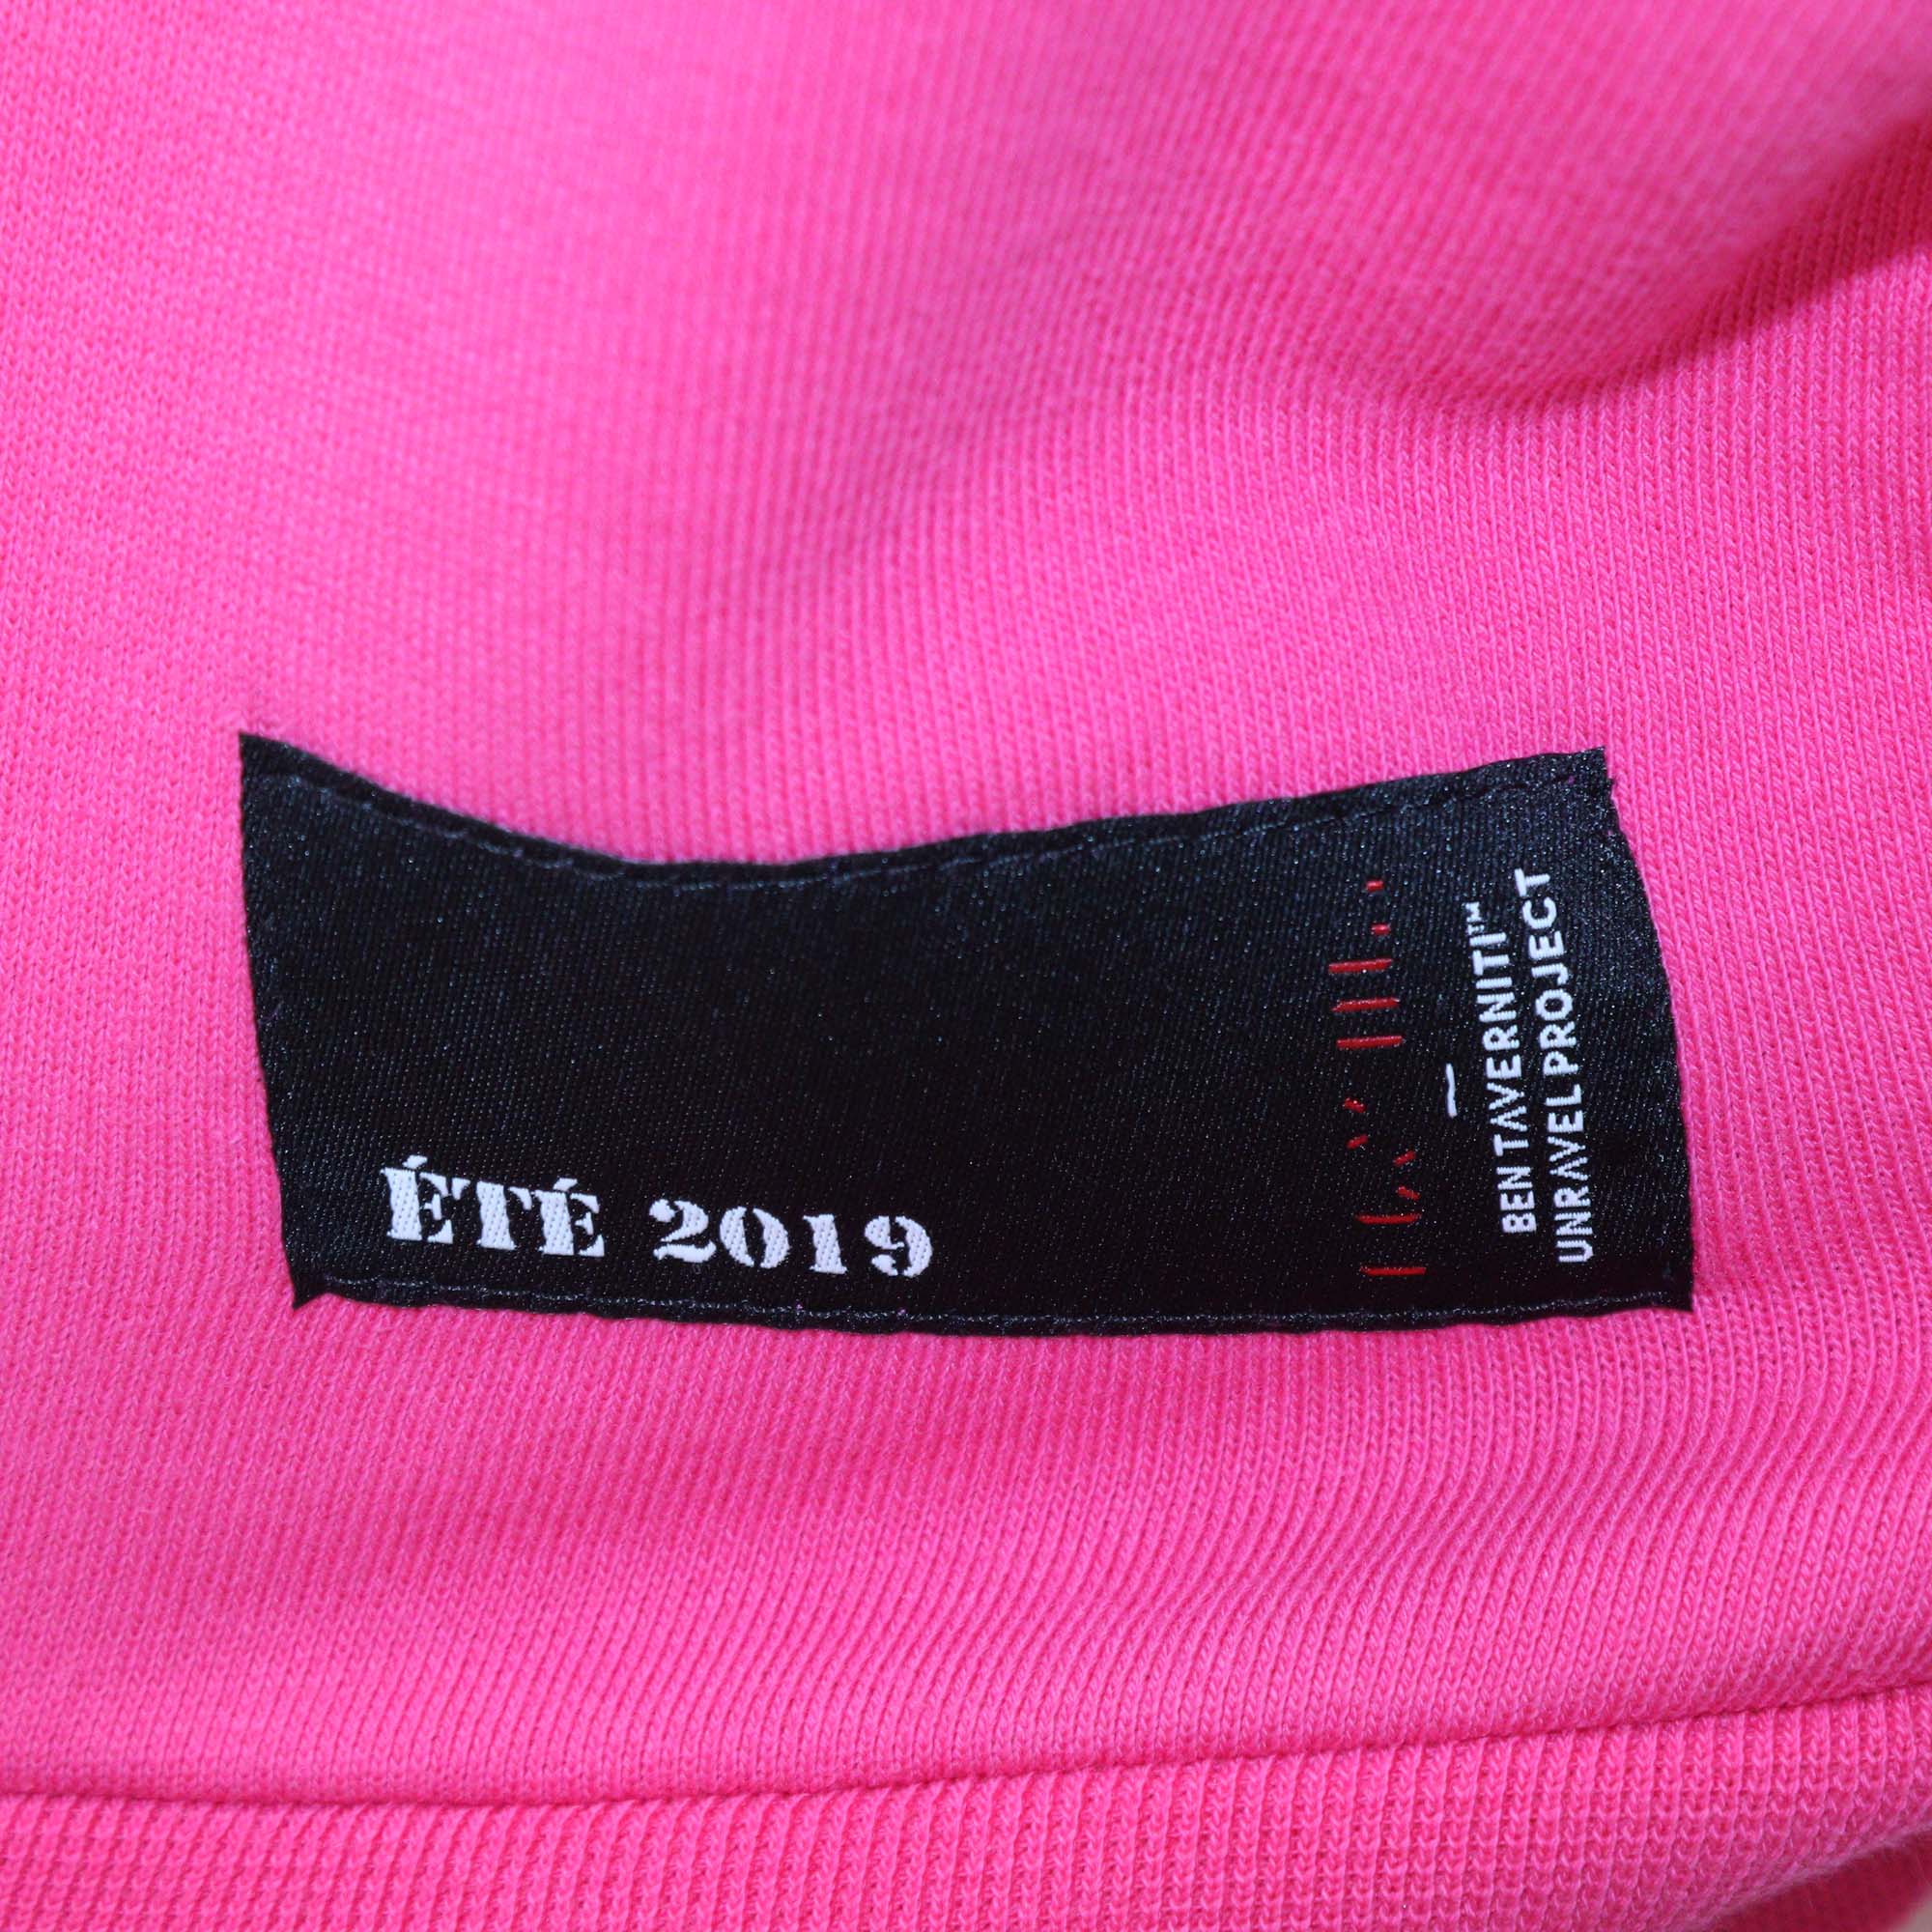 ÉTÉ 2019
BEN TAVERNITI™
UNRAVEL PROJECT